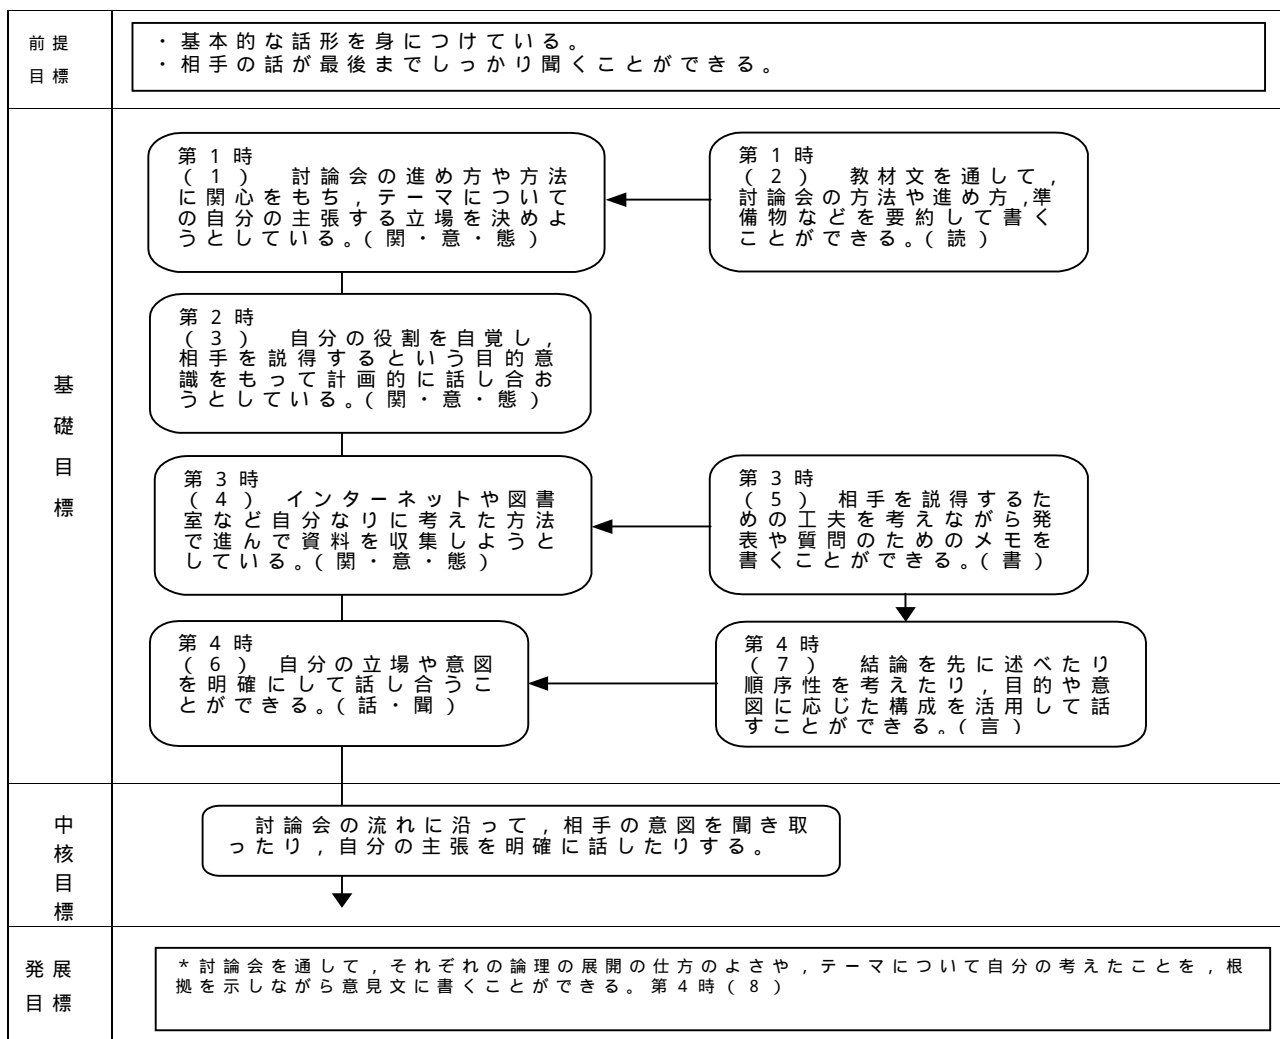 前提
目標
・基本的な話形を身につけている。
・相手の話が最後までしっかり聞くことができる。
基
礎
目
標
第1時
(1)　討論会の進め方や方法
に関心をもち,テーマについて
の自分の主張する立場を決めよ
うとしている。(関・意・態)
第1時
(2)　教材文を通して,
討論会の方法や進め方,準
備物などを要約して書く
ことができる。(読)
第2時
(3)　自分の役割を自覚し,
相手を説得するという目的意
識をもって計画的に話し合お
うとしている。(関・意・態)
第3時
(4)　インターネットや図書
室など自分なりに考えた方法
で進んで資料を収集しようと
している。(関・意・態)
第3時
(5)　相手を説得するた
めの工夫を考えながら発
表や質問のためのメモを
書くことができる。(書)
第4時
(6)　自分の立場や意図
を明確にして話し合うこ
とができる。(話・聞)
第4時
(7)　結論を先に述べたり
順序性を考えたり,目的や意
図に応じた構成を活用して話
すことができる。(言)
中
核
目
標
討論会の流れに沿って,相手の意図を聞き取
ったり,自分の主張を明確に話したりする。
発展
目標
*討論会を通して,それぞれの論理の展開の仕方のよさや,テーマについて自分の考えたことを,根
拠を示しながら意見文に書くことができる。第4時(8)